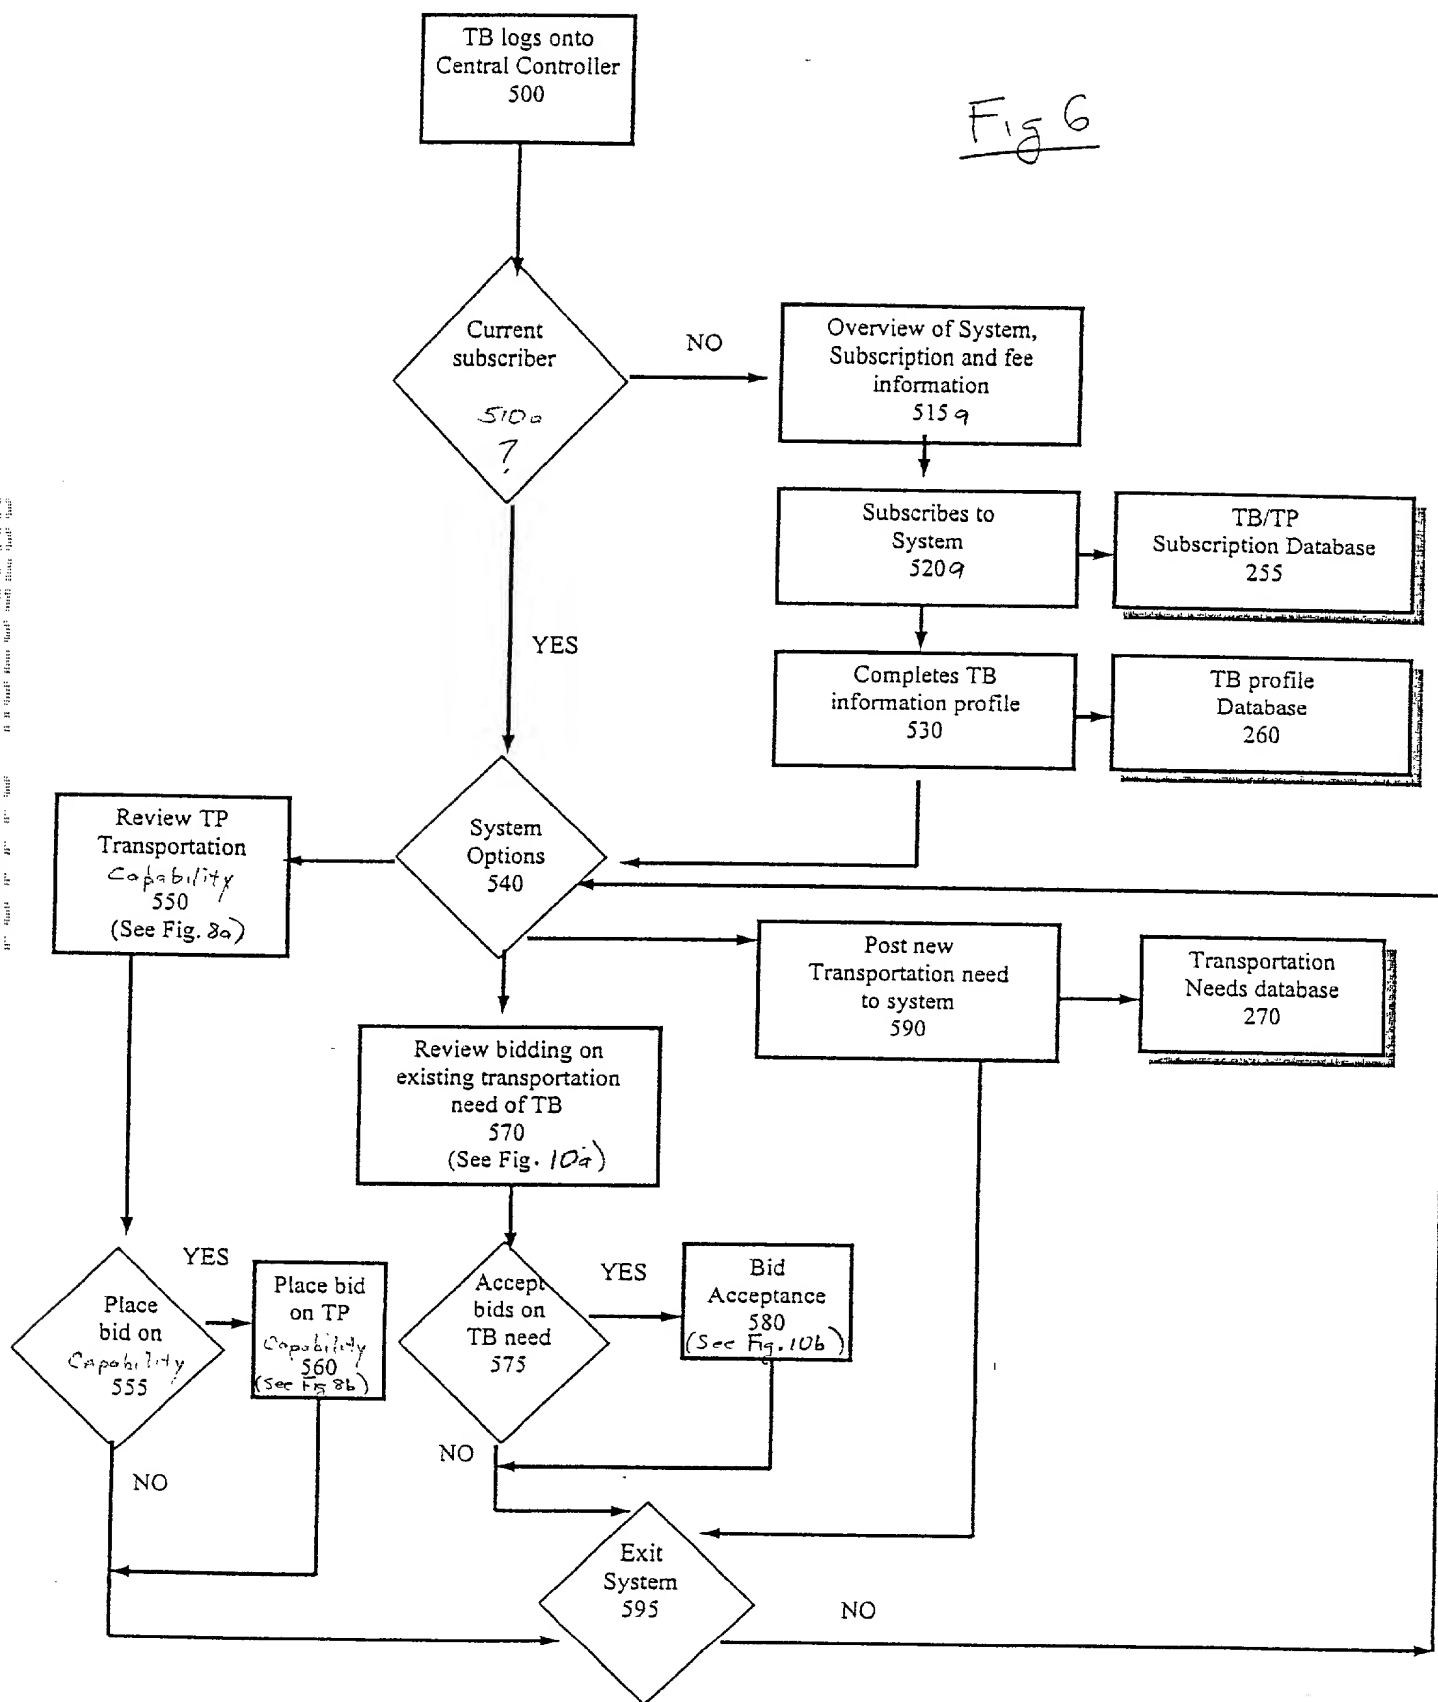 TB logs onto
Central Controller
500
Fig 6
Current
subscriber
510a
?
NO
Overview of System,
Subscription and fee
information
515a
Subscribes to
System
520a
TB/TP
Subscription Database
255
YES
Completes TB
information profile
530
TB profile
Database
260
Review TP
Transportation
Capability
550
(See Fig. 8a)
System
Options
540
Post new
Transportation need
to system
590
Transportation
Needs database
270
Review bidding on
existing transportation
need of TB
570
(See Fig. 10a)
Place
bid on
Capability
555
YES
Place bid
on TP
Capability
560
(See Fig 8b)
Accept
bids on
TB need
575
YES
Bid
Acceptance
580
(See Fig. 10b)
NO
NO
Exit
System
595
NO